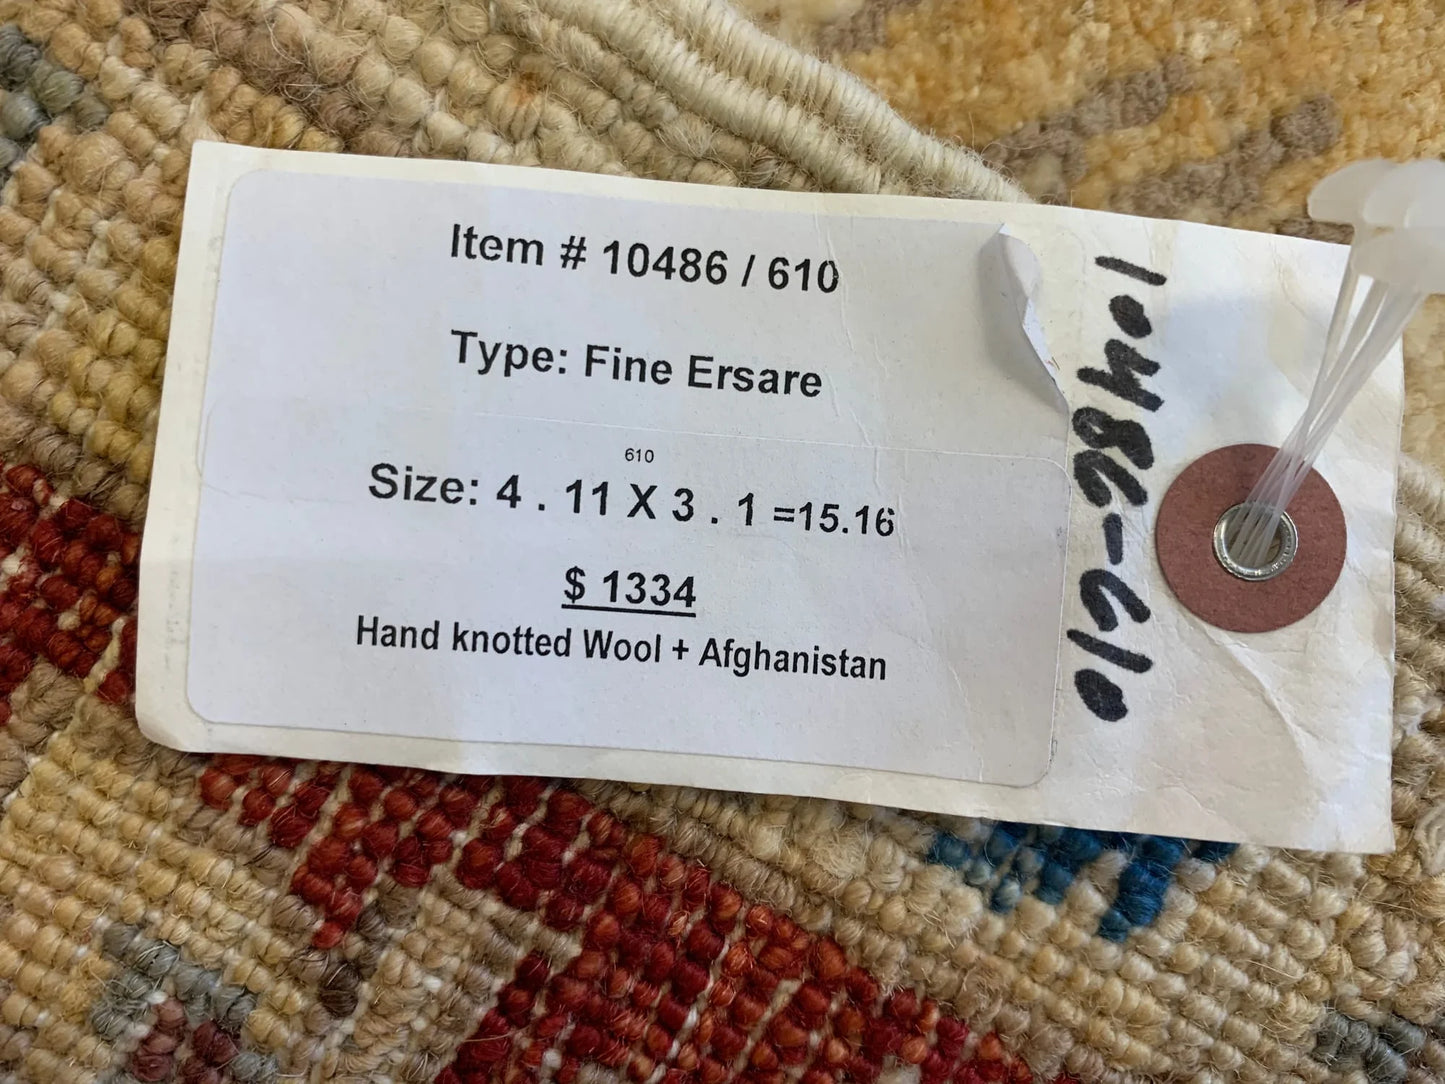 Item # 10486 / 610
Type: Fine Ersare
610
Size: 4 . 11 X 3 . 1 =15.16
$ 1334
Hand knotted Wool + Afghanistan
10486-610